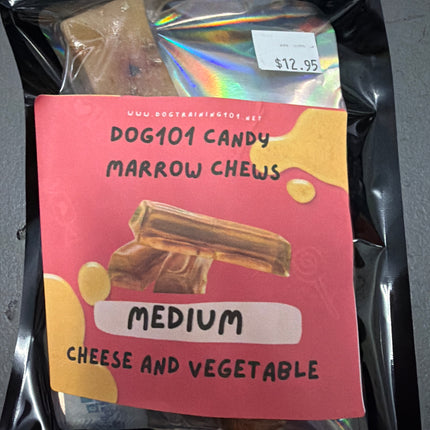 $12.95
WWW.DOGTRAINING101.NET
DOG101 CANDY
MARROW CHEWS
MEDIUM
CHEESE AND VEGETABLE